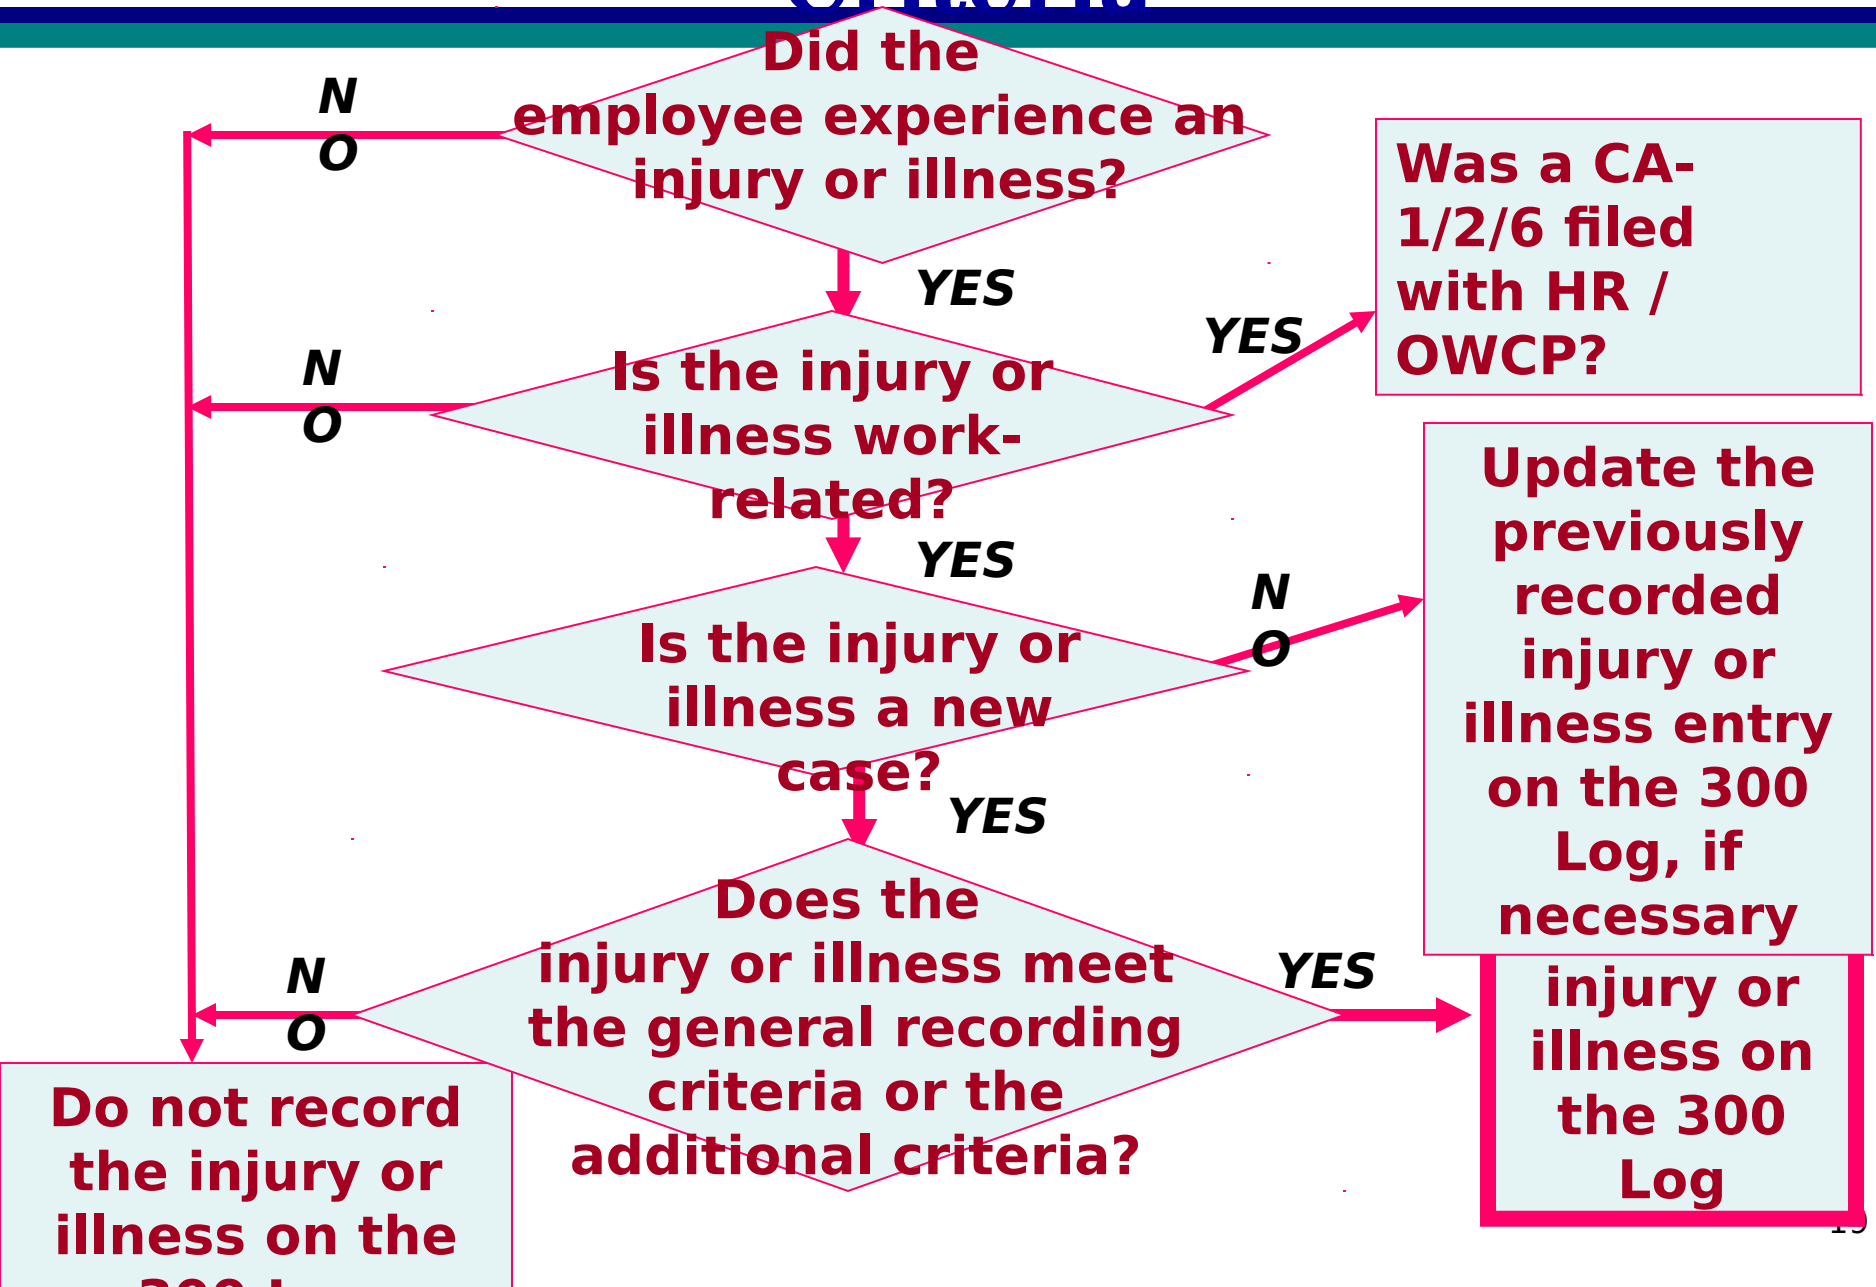 Did the
employee experience an
injury or illness?
N
O
YES
Was a CA-
1/2/6 filed
with HR /
OWCP?
YES
Is the injury or
illness work-
related?
N
O
YES
Is the injury or
illness a new
case?
N
O
Update the
previously
recorded
injury or
illness entry
on the 300
Log, if
necessary
YES
Does the
injury or illness meet
the general recording
criteria or the
additional criteria?
N
O
YES
injury or
illness on
the 300
Log
Do not record
the injury or
illness on the
19